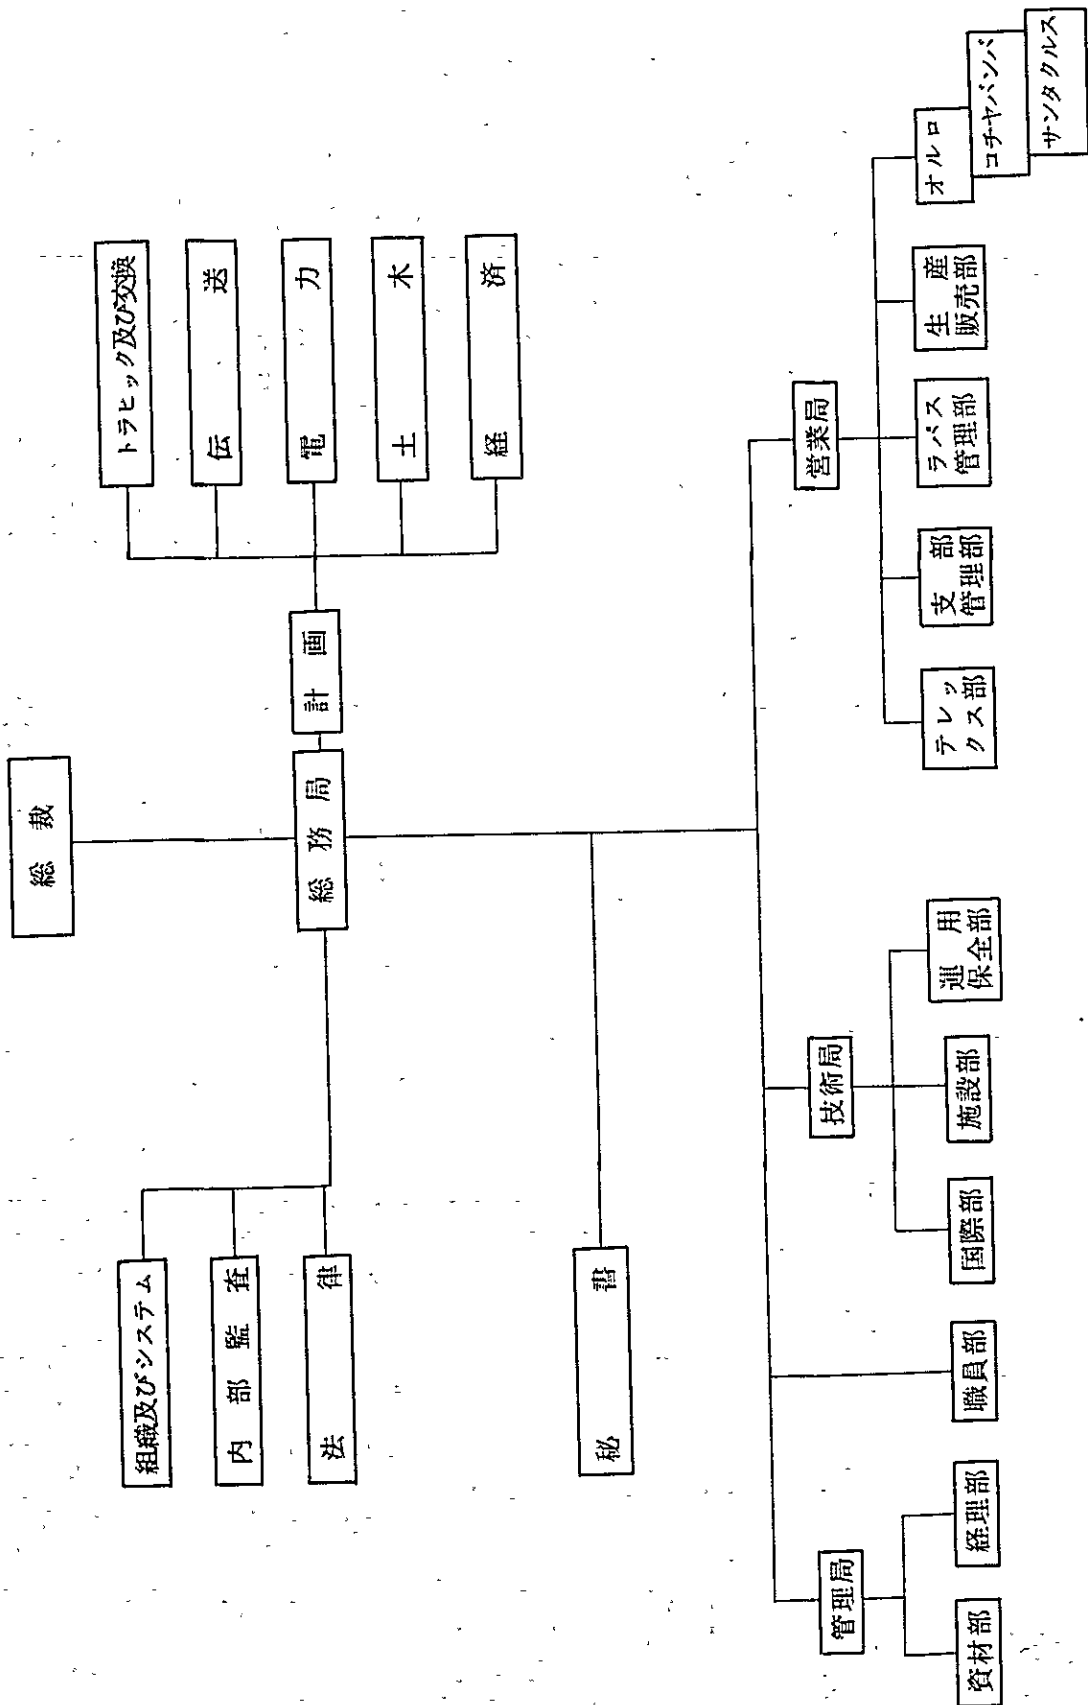 総裁
総務局
計画
トラヒック及び交換
伝送
電力
土木
経済
組織及びシステム
内部監査
法律
秘書
管理局
資材部
経理部
職員部
技術局
国際部
施設部
運用
保全部
営業局
テレッ
クス部
支部
管理部
ラパス
管理部
生産
販売部
オルロ
コチャバンバ
サンタクルス